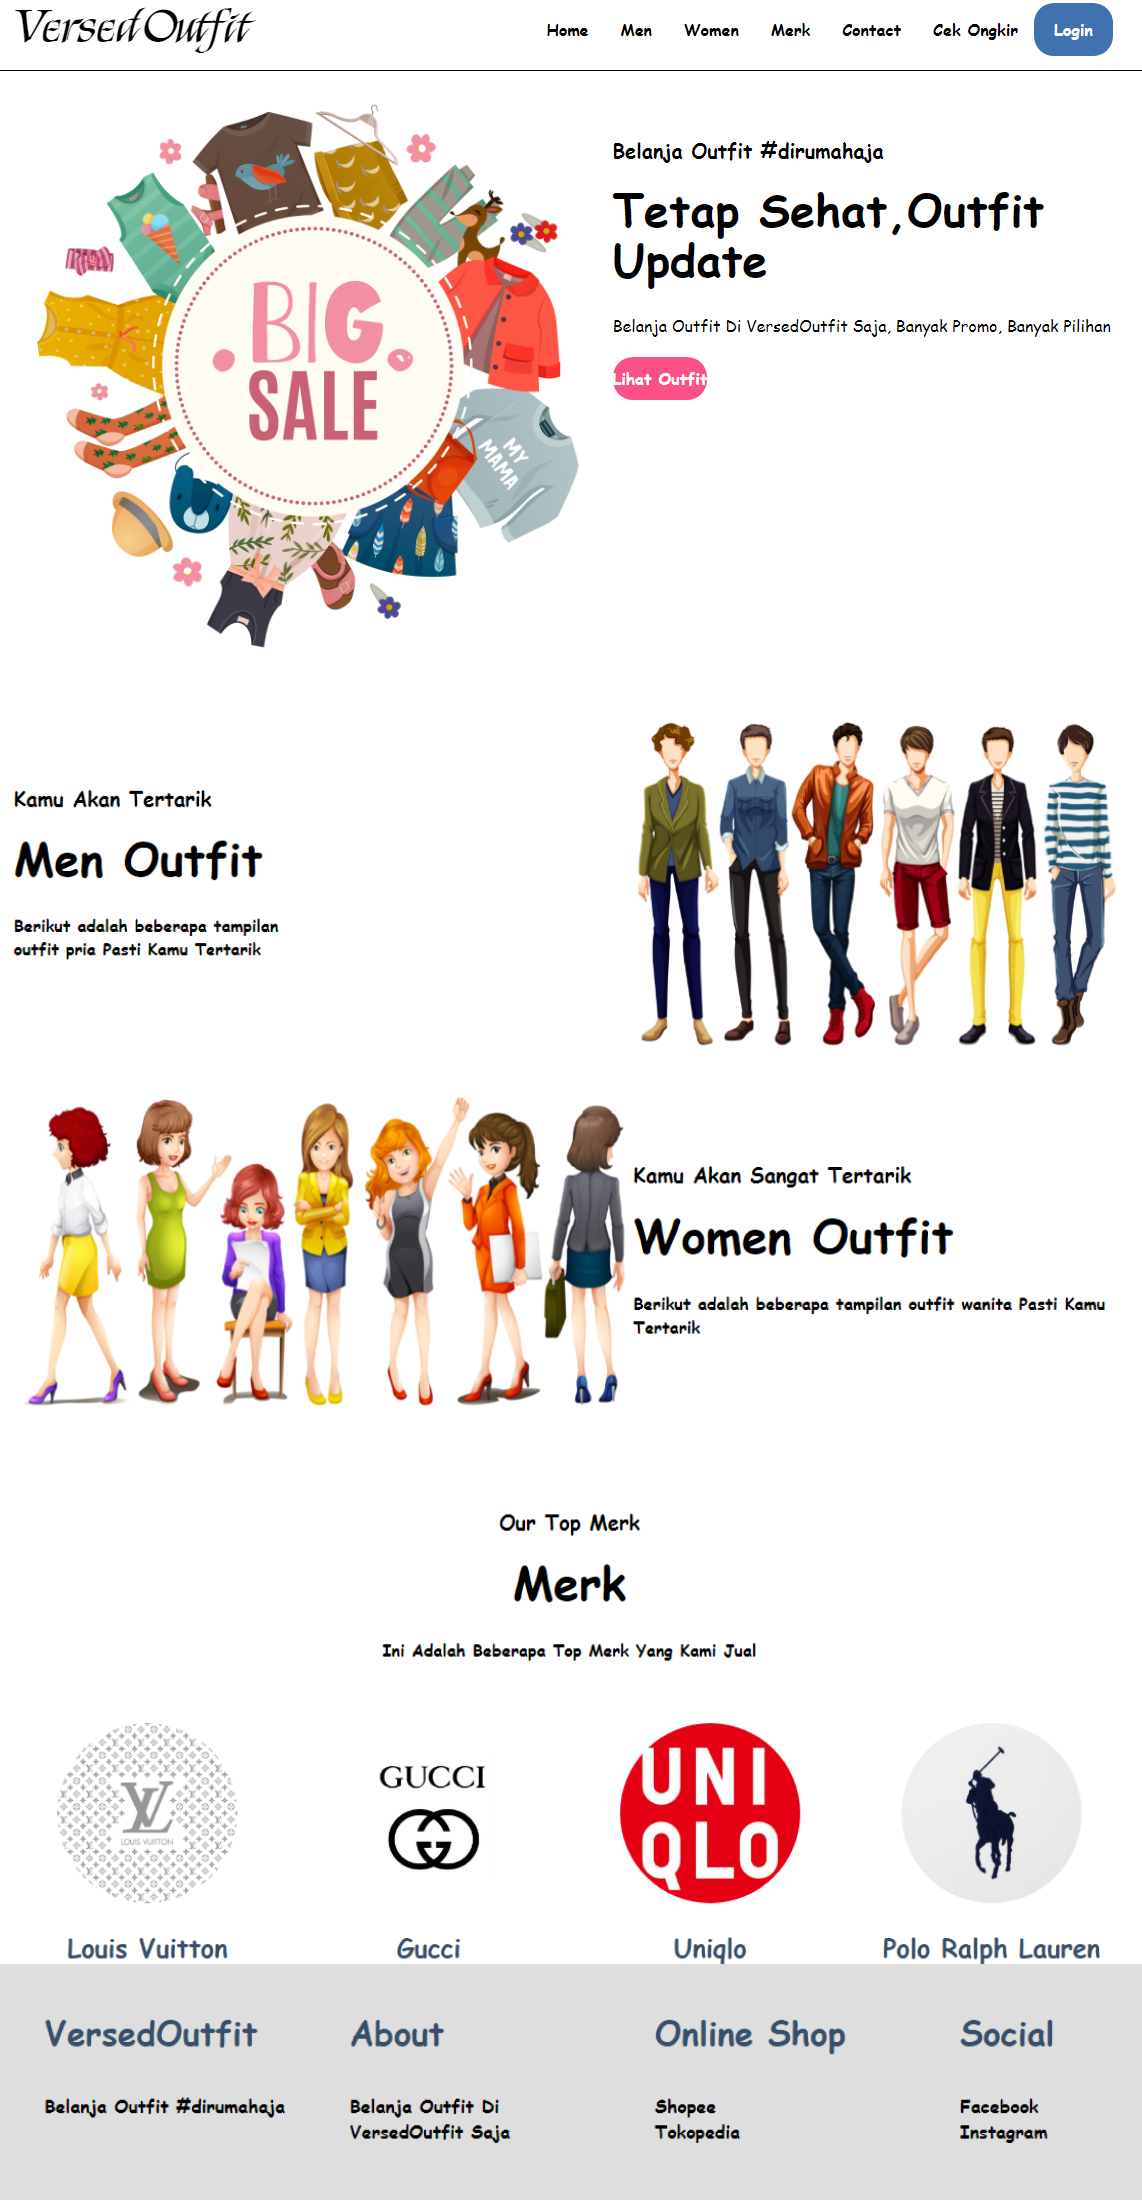 VersedOutfit
Home Men Women Merk Contact Cek Ongkir Login
BIG
SALE
MY
MAMA
Belanja Outfit #dirumahaja
Tetap Sehat,Outfit
Update
Belanja Outfit Di VersedOutfit Saja, Banyak Promo, Banyak Pilihan
Lihat Outfit
Kamu Akan Tertarik
Men Outfit
Berikut adalah beberapa tampilan
outfit pria Pasti Kamu Tertarik
Kamu Akan Sangat Tertarik
Women Outfit
Berikut adalah beberapa tampilan outfit wanita Pasti Kamu
Tertarik
Our Top Merk
Merk
Ini Adalah Beberapa Top Merk Yang Kami Jual
LV
LOUIS VUITTON
GUCCI
UNI
QLO
Louis Vuitton
Gucci
Uniqlo
Polo Ralph Lauren
VersedOutfit
Belanja Outfit #dirumahaja
About
Belanja Outfit Di
VersedOutfit Saja
Online Shop
Shopee
Tokopedia
Social
Facebook
Instagram